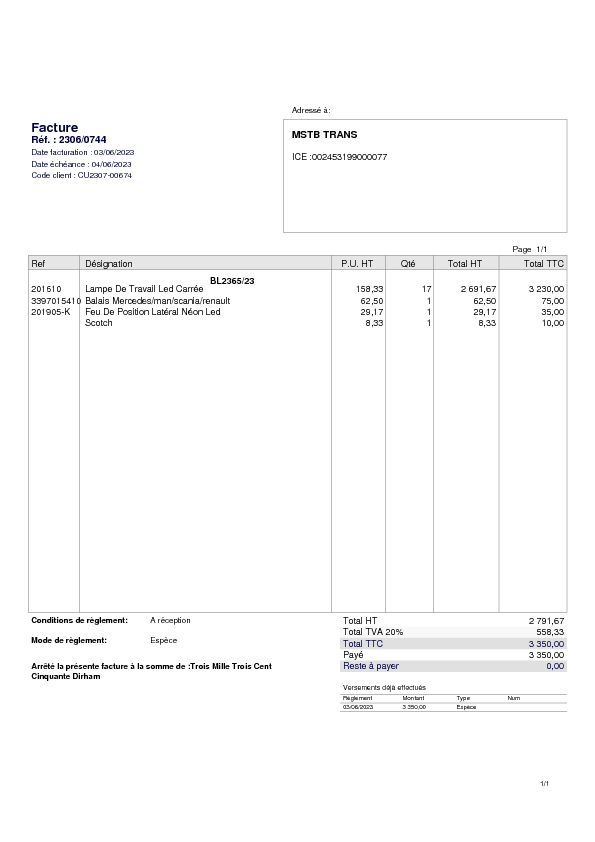 Adressé à:
Facture
Réf. : 2306/0744
Date facturation : 03/06/2023
Date échéance : 04/06/2023
Code client : CU2307-00674
MSTB TRANS
ICE :002453199000077
Page 1/1
Ref Désignation P.U. HT Qté Total HT Total TTC
BL2365/23
201610 Lampe De Travail Led Carrée 158,33 17 2 691,67 3 230,00
3397015410 Balais Mercedes/man/scania/renault 62,50 1 62,50 75,00
201905-K Feu De Position Latéral Néon Led 29,17 1 29,17 35,00
Scotch 8,33 1 8,33 10,00
Conditions de règlement: A réception
Mode de règlement: Espèce
Arrêté la présente facture à la somme de :Trois Mille Trois Cent
Cinquante Dirham
Total HT 2 791,67
Total TVA 20% 558,33
Total TTC 3 350,00
Payé 3 350,00
Reste à payer 0,00
Versements déjà effectués
Règlement Montant Type Num
03/06/2023 3 350,00 Espèce
1/1